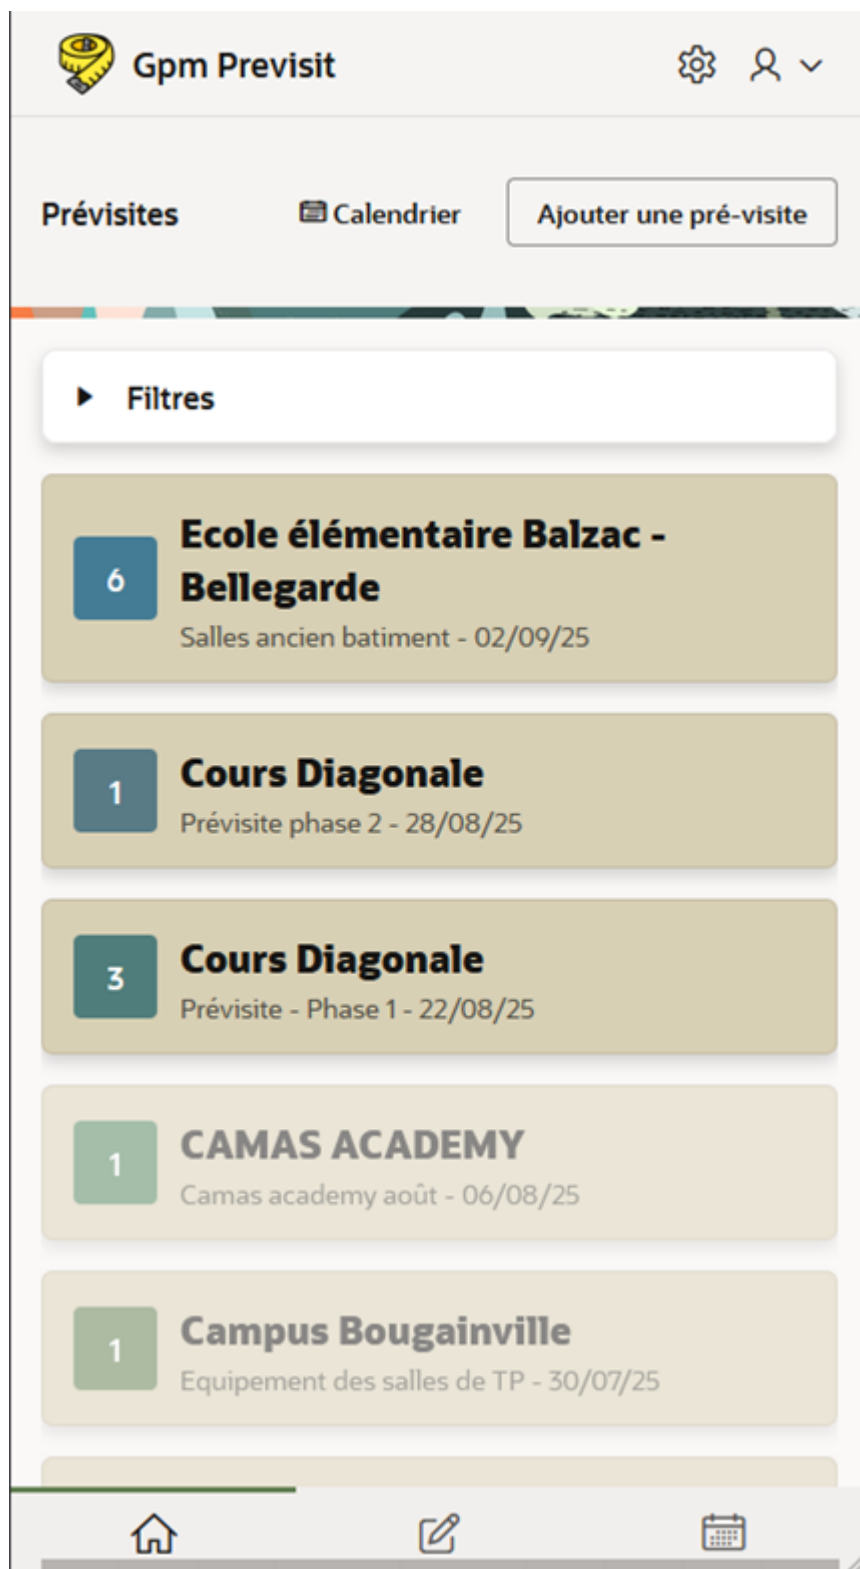 Gpm Previsit
Prévisites
Calendrier
Ajouter une pré-visite
Filtres
6
Ecole élémentaire Balzac -
Bellegarde
Salles ancien batiment - 02/09/25
1
Cours Diagonale
Prévisite phase 2 - 28/08/25
3
Cours Diagonale
Prévisite - Phase 1 - 22/08/25
1
CAMAS ACADEMY
Camas academy août - 06/08/25
1
Campus Bougainville
Equipement des salles de TP - 30/07/25